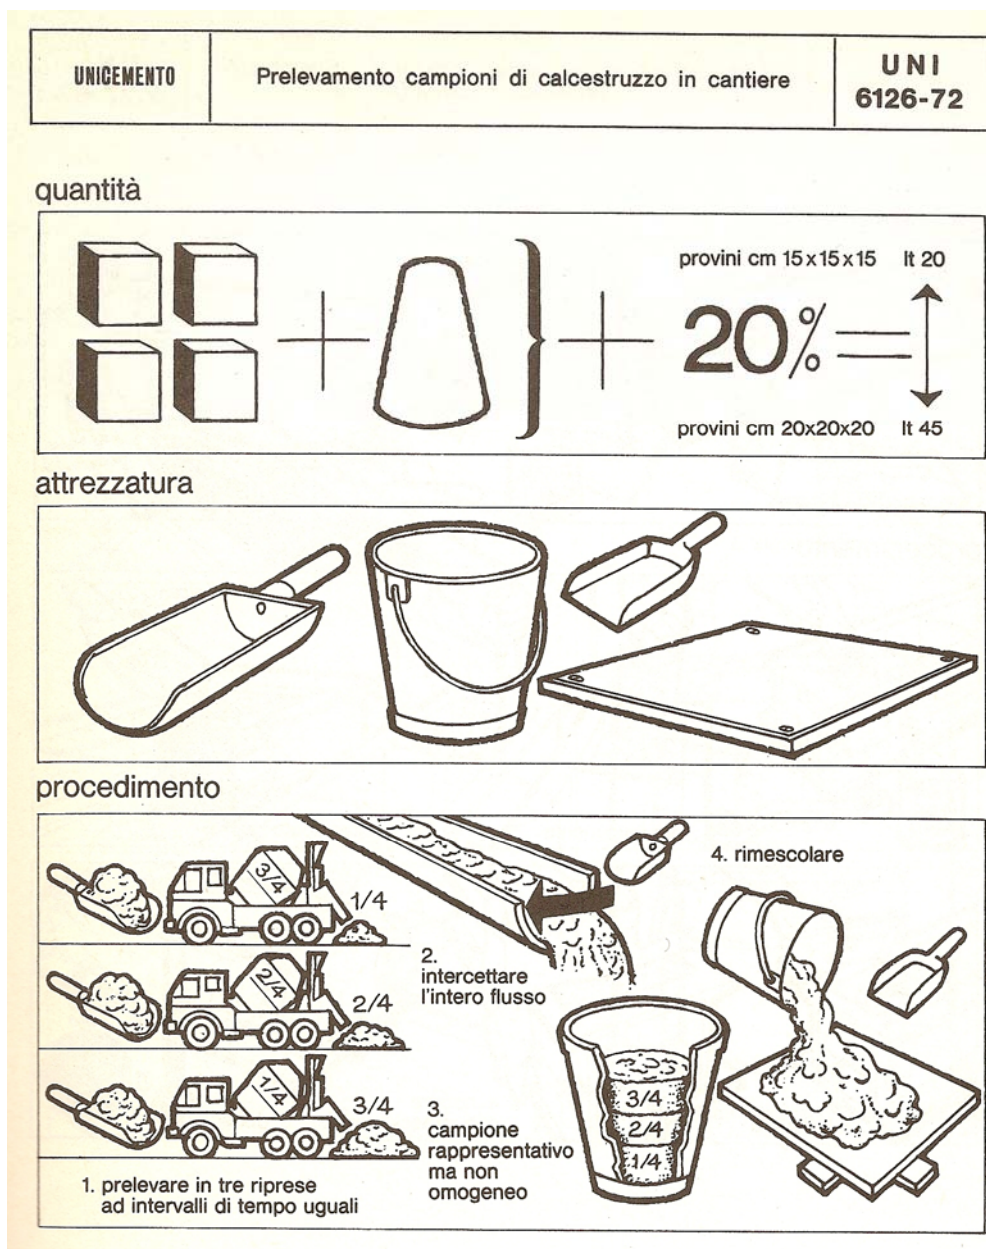 UNICEMENTO
Prelevamento campioni di calcestruzzo in cantiere
UNI
6126-72
quantità
provini cm 15x15x15 lt 20
20%
provini cm 20x20x20 lt 45
attrezzatura
procedimento
3/4
1/4
2/4
2/4
1/4
3/4
1. prelevare in tre riprese
ad intervalli di tempo uguali
2.
intercettare
l'intero flusso
3.
campione
rappresentativo
ma non
omogeneo
3/4
2/4
1/4
4. rimescolare